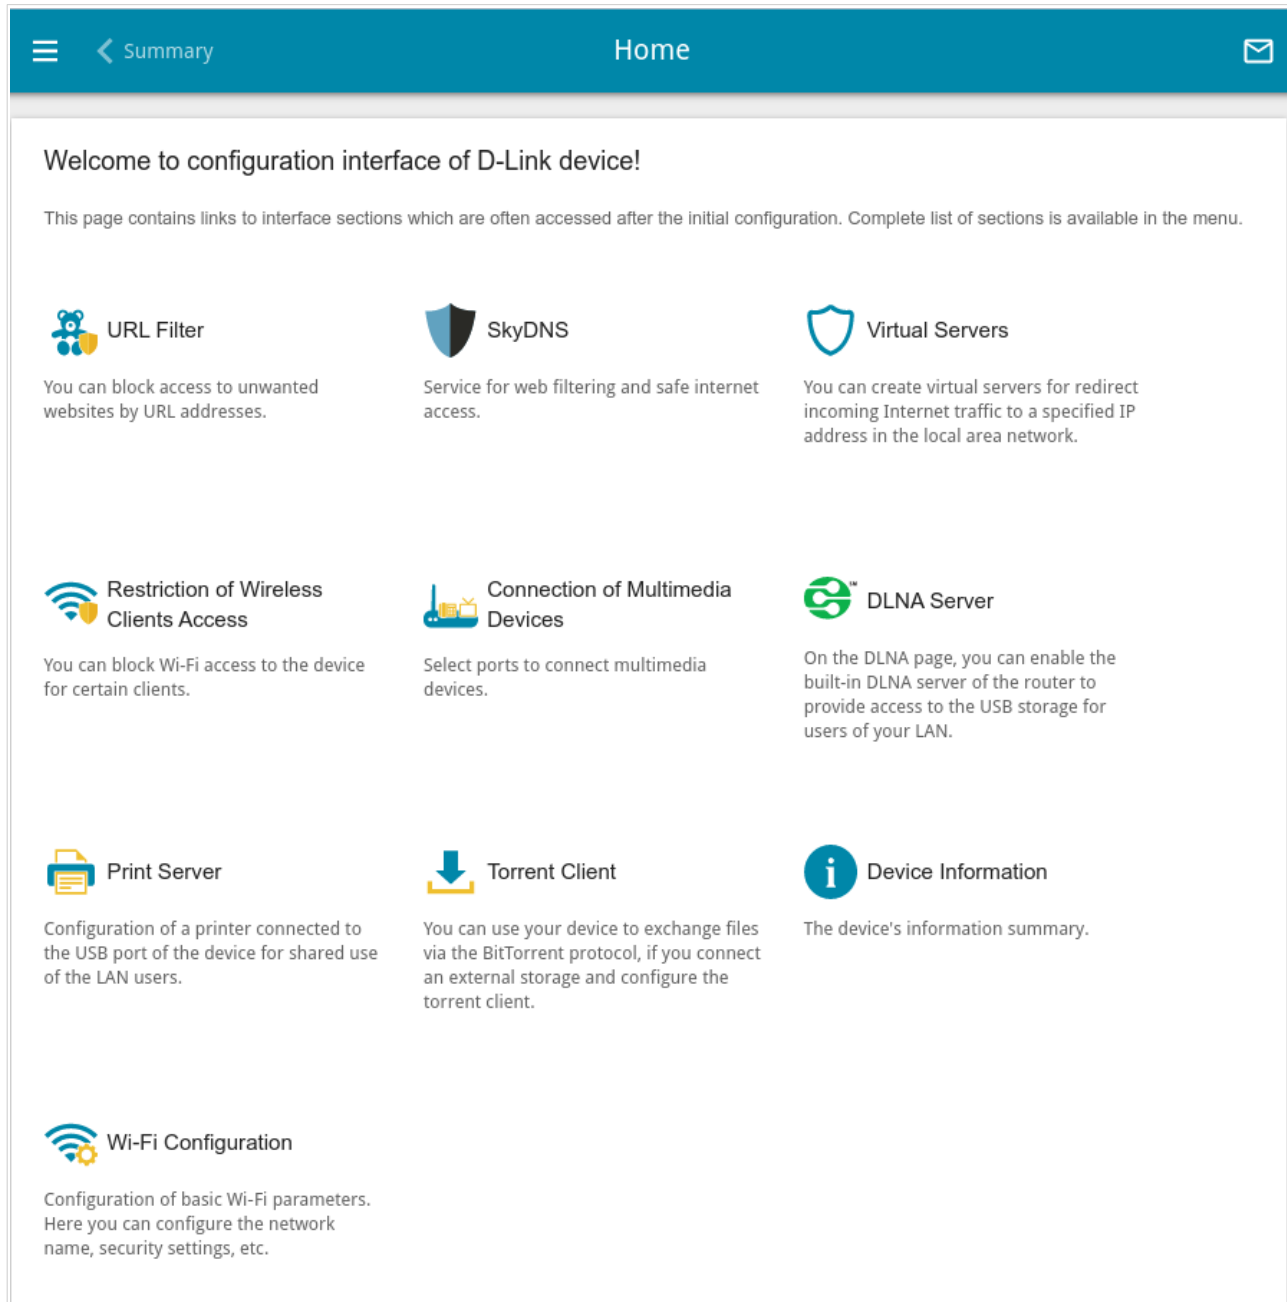 Summary
Home
Welcome to configuration interface of D-Link device!
This page contains links to interface sections which are often accessed after the initial configuration. Complete list of sections is available in the menu.
URL Filter
You can block access to unwanted
websites by URL addresses.
SkyDNS
Service for web filtering and safe internet
access.
Virtual Servers
You can create virtual servers for redirect
incoming Internet traffic to a specified IP
address in the local area network.
Restriction of Wireless
Clients Access
You can block Wi-Fi access to the device
for certain clients.
Connection of Multimedia
Devices
Select ports to connect multimedia
devices.
DLNA Server
On the DLNA page, you can enable the
built-in DLNA server of the router to
provide access to the USB storage for
users of your LAN.
Print Server
Configuration of a printer connected to
the USB port of the device for shared use
of the LAN users.
Torrent Client
You can use your device to exchange files
via the BitTorrent protocol, if you connect
an external storage and configure the
torrent client.
Device Information
The device's information summary.
Wi-Fi Configuration
Configuration of basic Wi-Fi parameters.
Here you can configure the network
name, security settings, etc.